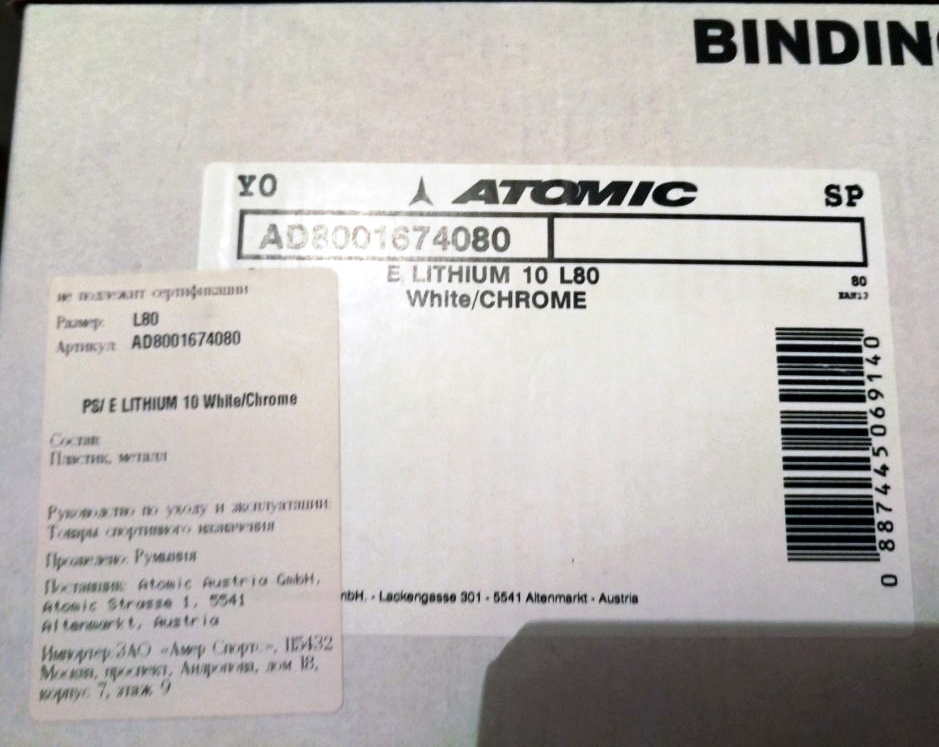 BINDIN
YO ATOMIC SP
AD8001674080
E LITHIUM 10 L80 80
White/CHROME EAN13
0 887445 069140
не подлежит сертификации
Размер: L80
Артикул: AD8001674080
PS/ E LITHIUM 10 White/Chrome
Состав:
Пластик, металл
Руководство по уходу и эксплуатации:
Товары спортивного назначения
Произведено: Румыния
Поставщик: Atomic Austria GmbH,
Atomic Strasse 1, 5541
Altenmarkt, Austria
Импортер:ЗАО «Амер Спортс», 115432
Москва, проспект, Андропова, дом 18,
корпус 7, этаж 9
mbH. - Lackengasse 301 - 5541 Altenmarkt - Austria